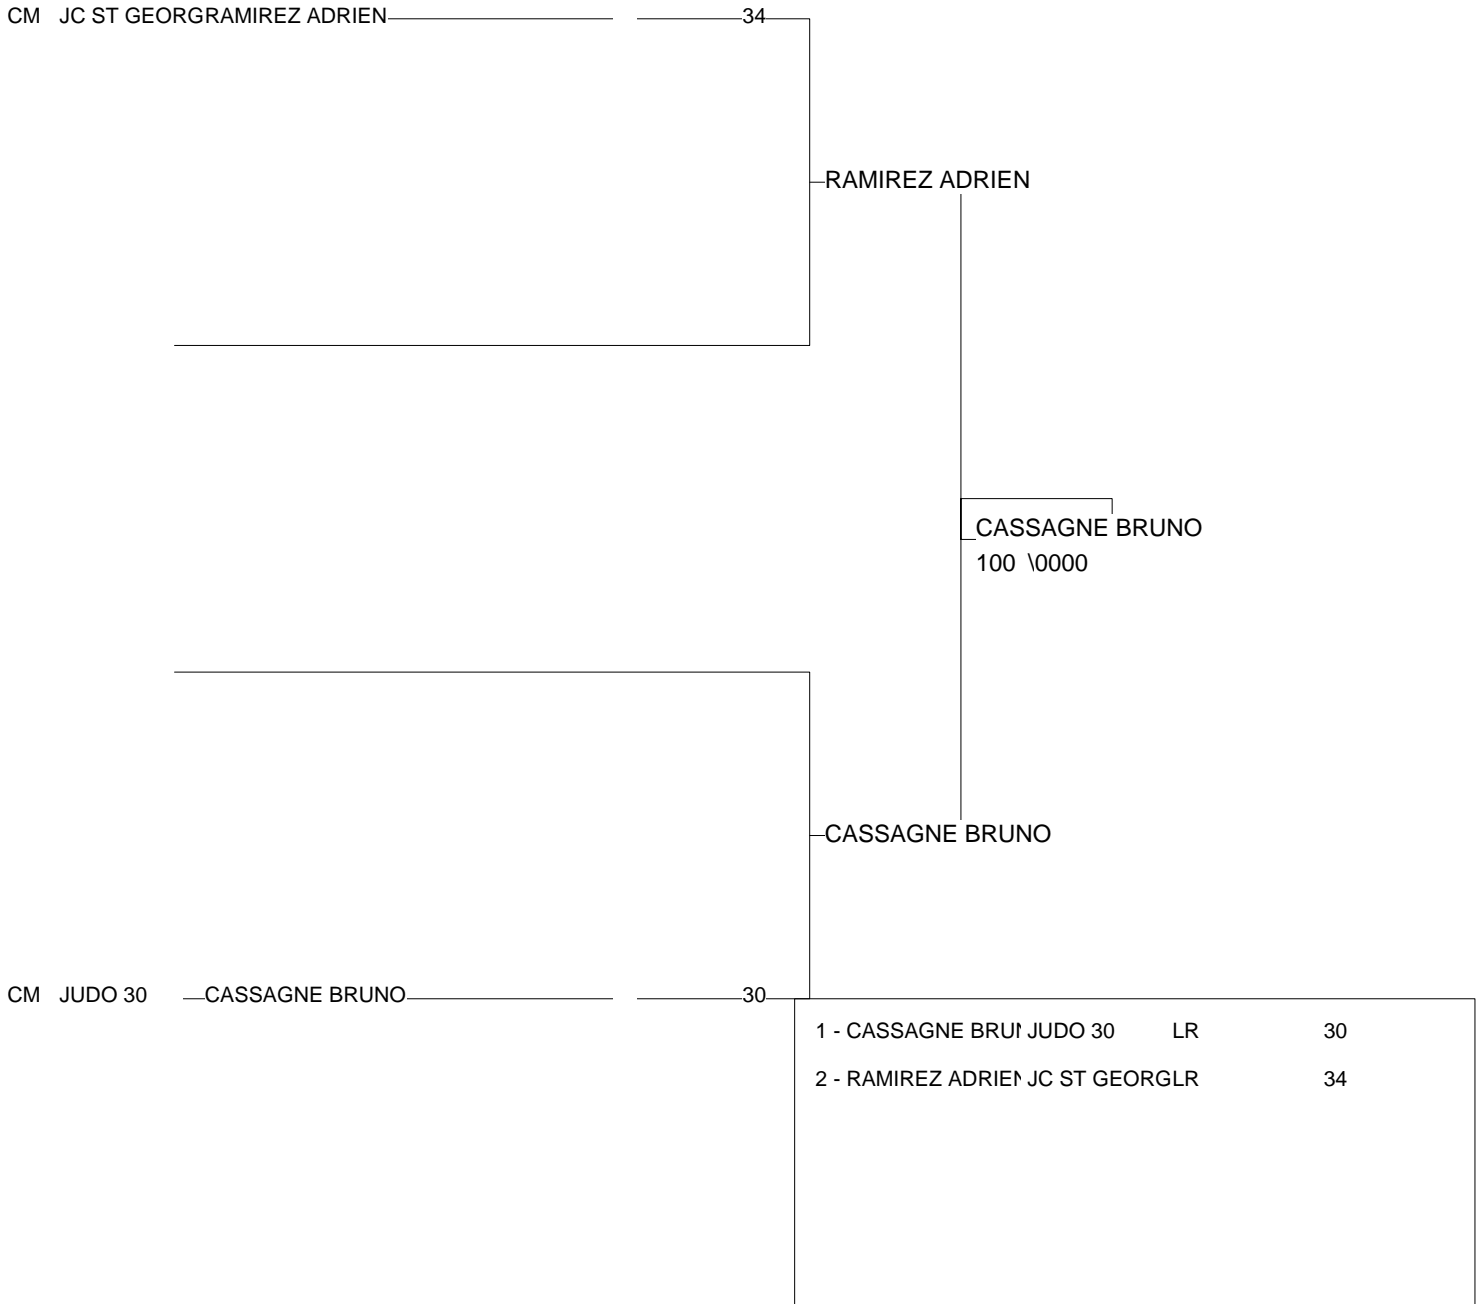 CM JC ST GEORGRAMIREZ ADRIEN 34
RAMIREZ ADRIEN
CASSAGNE BRUNO
100 \0000
CASSAGNE BRUNO
CM JUDO 30 CASSAGNE BRUNO 30
1 - CASSAGNE BRUN JUDO 30 LR 30
2 - RAMIREZ ADRIEN JC ST GEORGLR 34